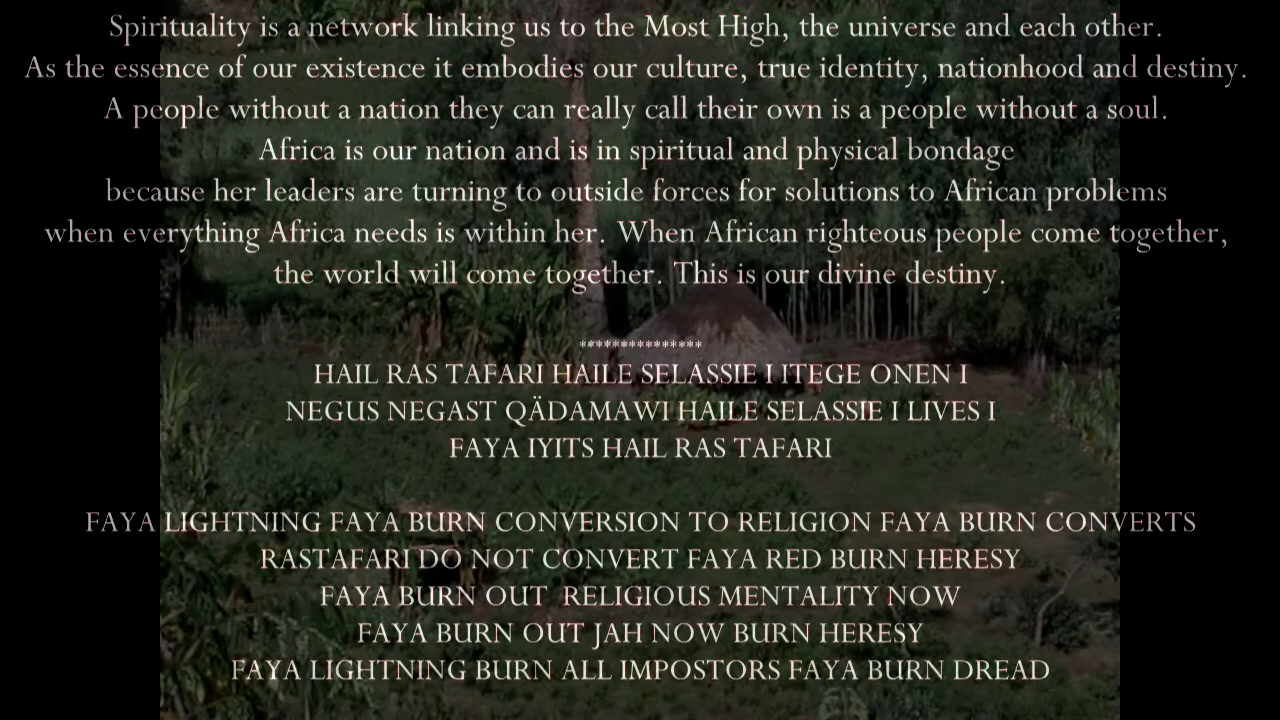 Spirituality is a network linking us to the Most High, the universe and each other.
As the essence of our existence it embodies our culture, true identity, nationhood and destiny.
A people without a nation they can really call their own is a people without a soul.
Africa is our nation and is in spiritual and physical bondage
because her leaders are turning to outside forces for solutions to African problems
when everything Africa needs is within her. When African righteous people come together,
the world will come together. This is our divine destiny.
***************
HAIL RAS TAFARI HAILE SELASSIE I ITEGE ONEN I
NEGUS NEGAST QÄDAMAWI HAILE SELASSIE I LIVES I
FAYA IYITS HAIL RAS TAFARI
FAYA LIGHTNING FAYA BURN CONVERSION TO RELIGION FAYA BURN CONVERTS
RASTAFARI DO NOT CONVERT FAYA RED BURN HERESY
FAYA BURN OUT  RELIGIOUS MENTALITY NOW
FAYA BURN OUT JAH NOW BURN HERESY
FAYA LIGHTNING BURN ALL IMPOSTORS FAYA BURN DREAD